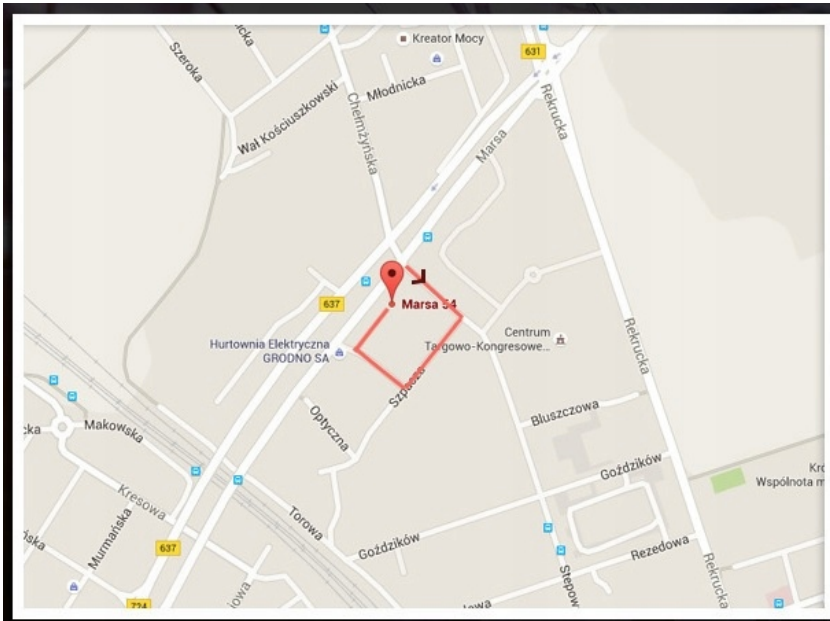 Kreator Mocy
631
Szeroka
Młodnicka
Wał Kościuszkowski
Chełmżyńska
Rekrucka
Marsa
637
Marsa 54
Hurtownia Elektryczna
GRODNO SA
Centrum
Targowo-Kongresowe...
Rekrucka
Szpacza
Optyczna
Bluszczowa
Makowska
Goździków
Kresowa
Wspólnota m
Torowa
Murmańska
Goździków
637
Rezedowa
Rekrucka
Stepow
724